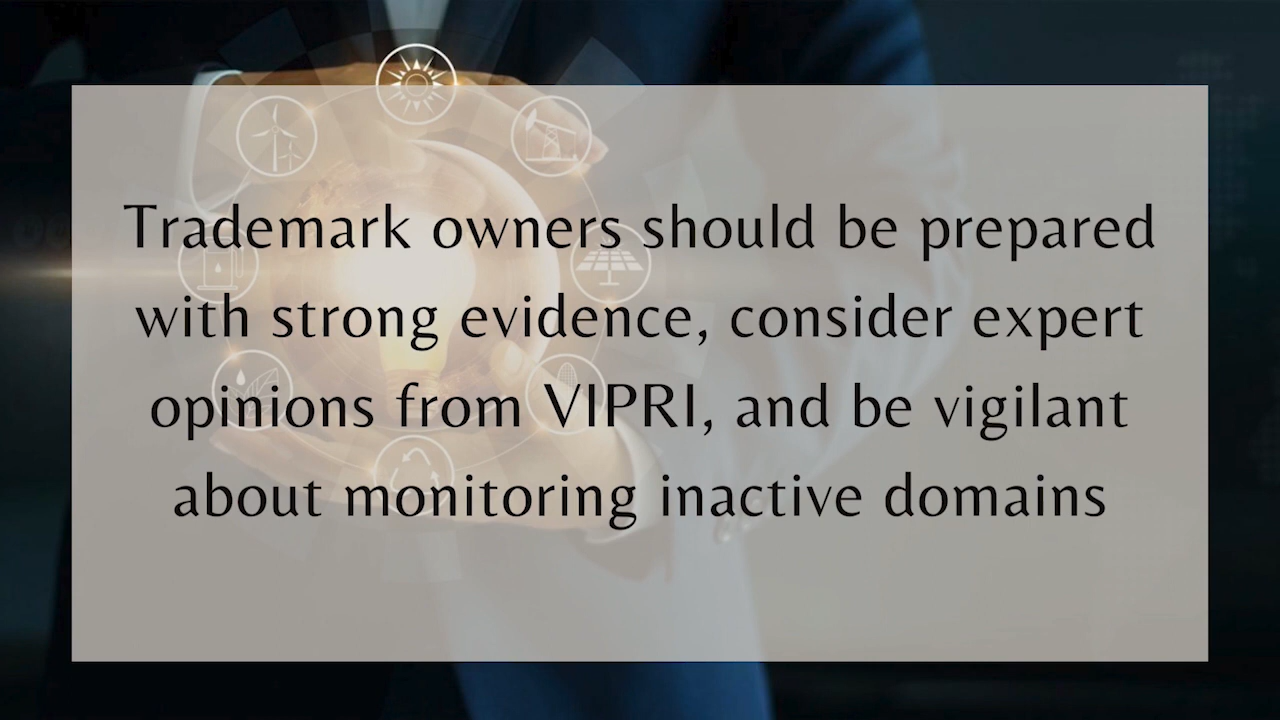 Trademark owners should be prepared
with strong evidence, consider expert
opinions from VIPRI, and be vigilant
about monitoring inactive domains